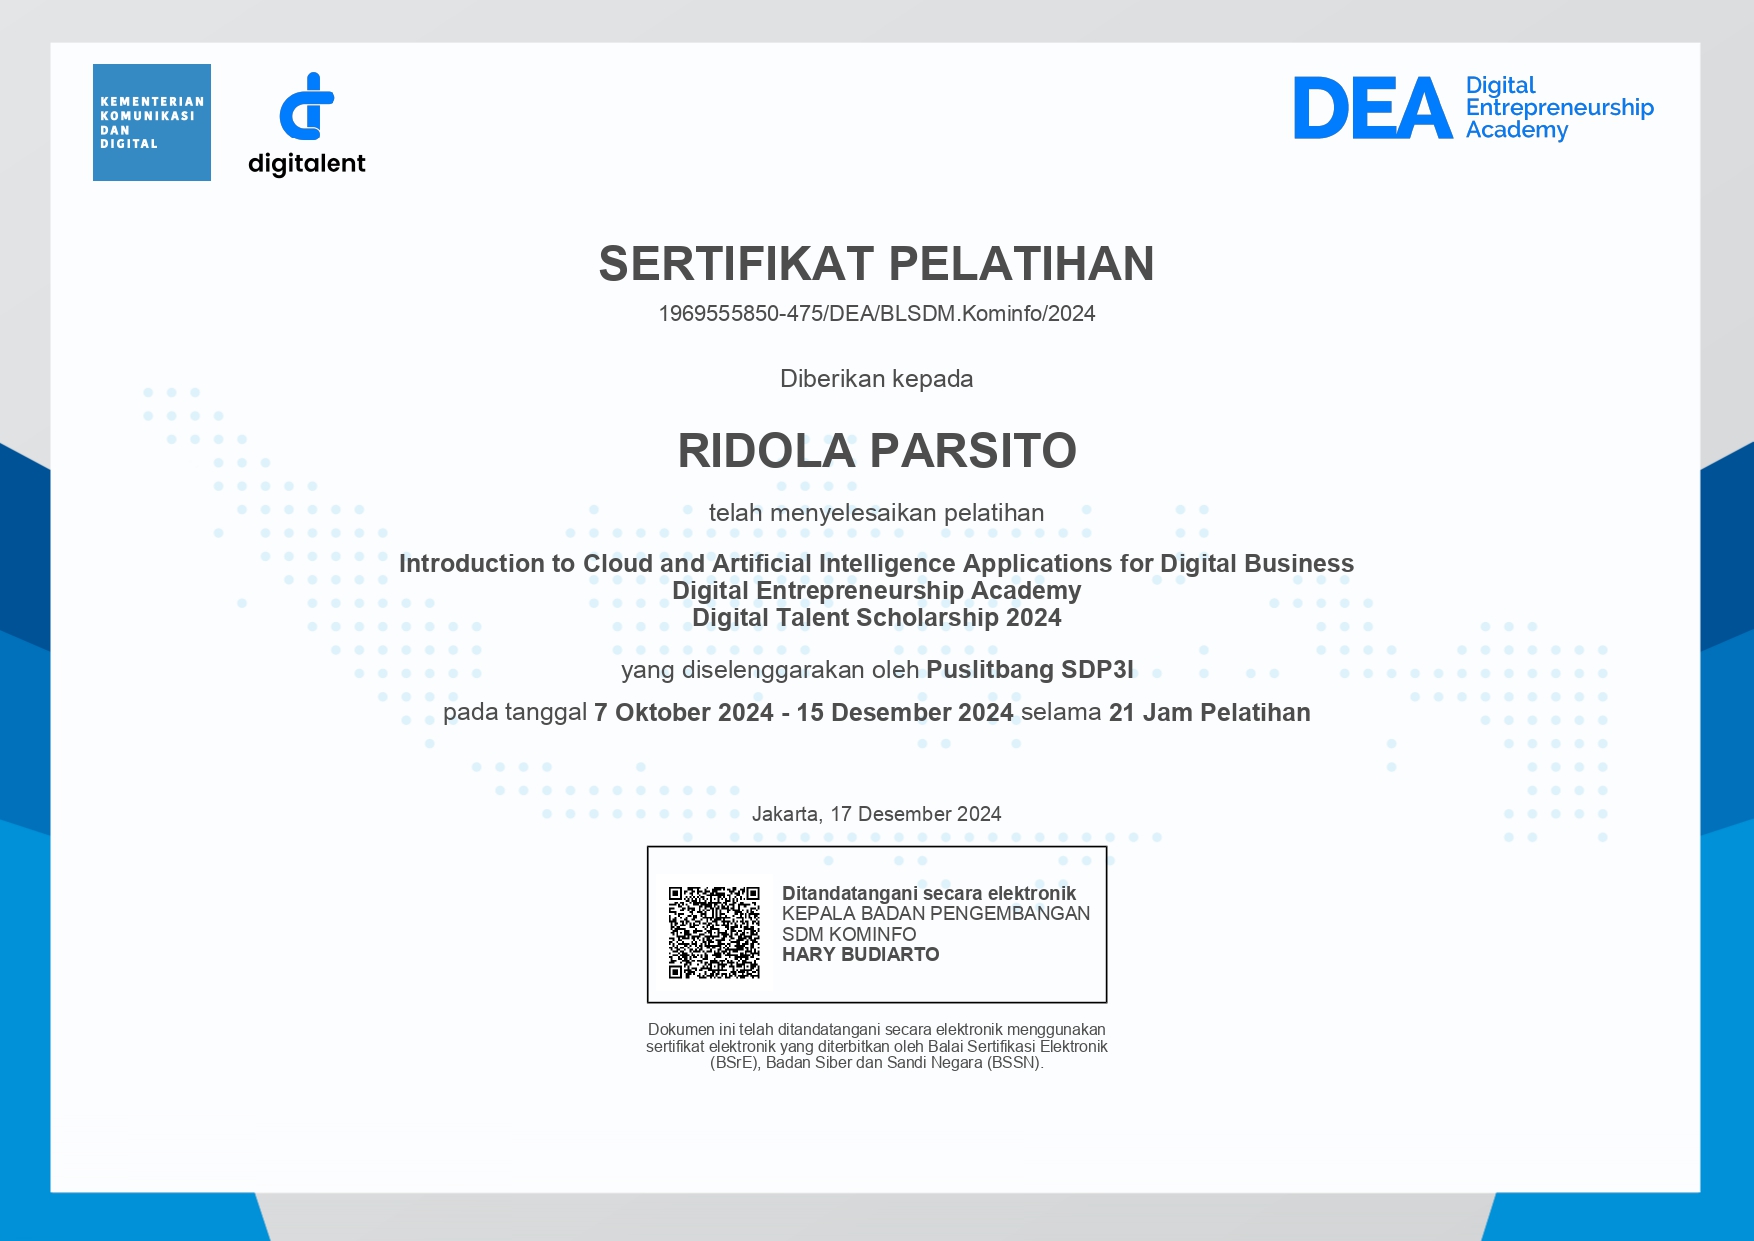 KEMENTERIAN
KOMUNIKASI
DAN
DIGITAL
digitalent
DEA
Digital
Entrepreneurship
Academy
SERTIFIKAT PELATIHAN
1969555850-475/DEA/BLSDM.Kominfo/2024
Diberikan kepada
RIDOLA PARSITO
telah menyelesaikan pelatihan
Introduction to Cloud and Artificial Intelligence Applications for Digital Business
Digital Entrepreneurship Academy
Digital Talent Scholarship 2024
yang diselenggarakan oleh Puslitbang SDP3I
pada tanggal 7 Oktober 2024 - 15 Desember 2024 selama 21 Jam Pelatihan
Jakarta, 17 Desember 2024
Ditandatangani secara elektronik
KEPALA BADAN PENGEMBANGAN
SDM KOMINFO
HARY BUDIARTO
Dokumen ini telah ditandatangani secara elektronik menggunakan
sertifikat elektronik yang diterbitkan oleh Balai Sertifikasi Elektronik
(BSrE), Badan Siber dan Sandi Negara (BSSN).